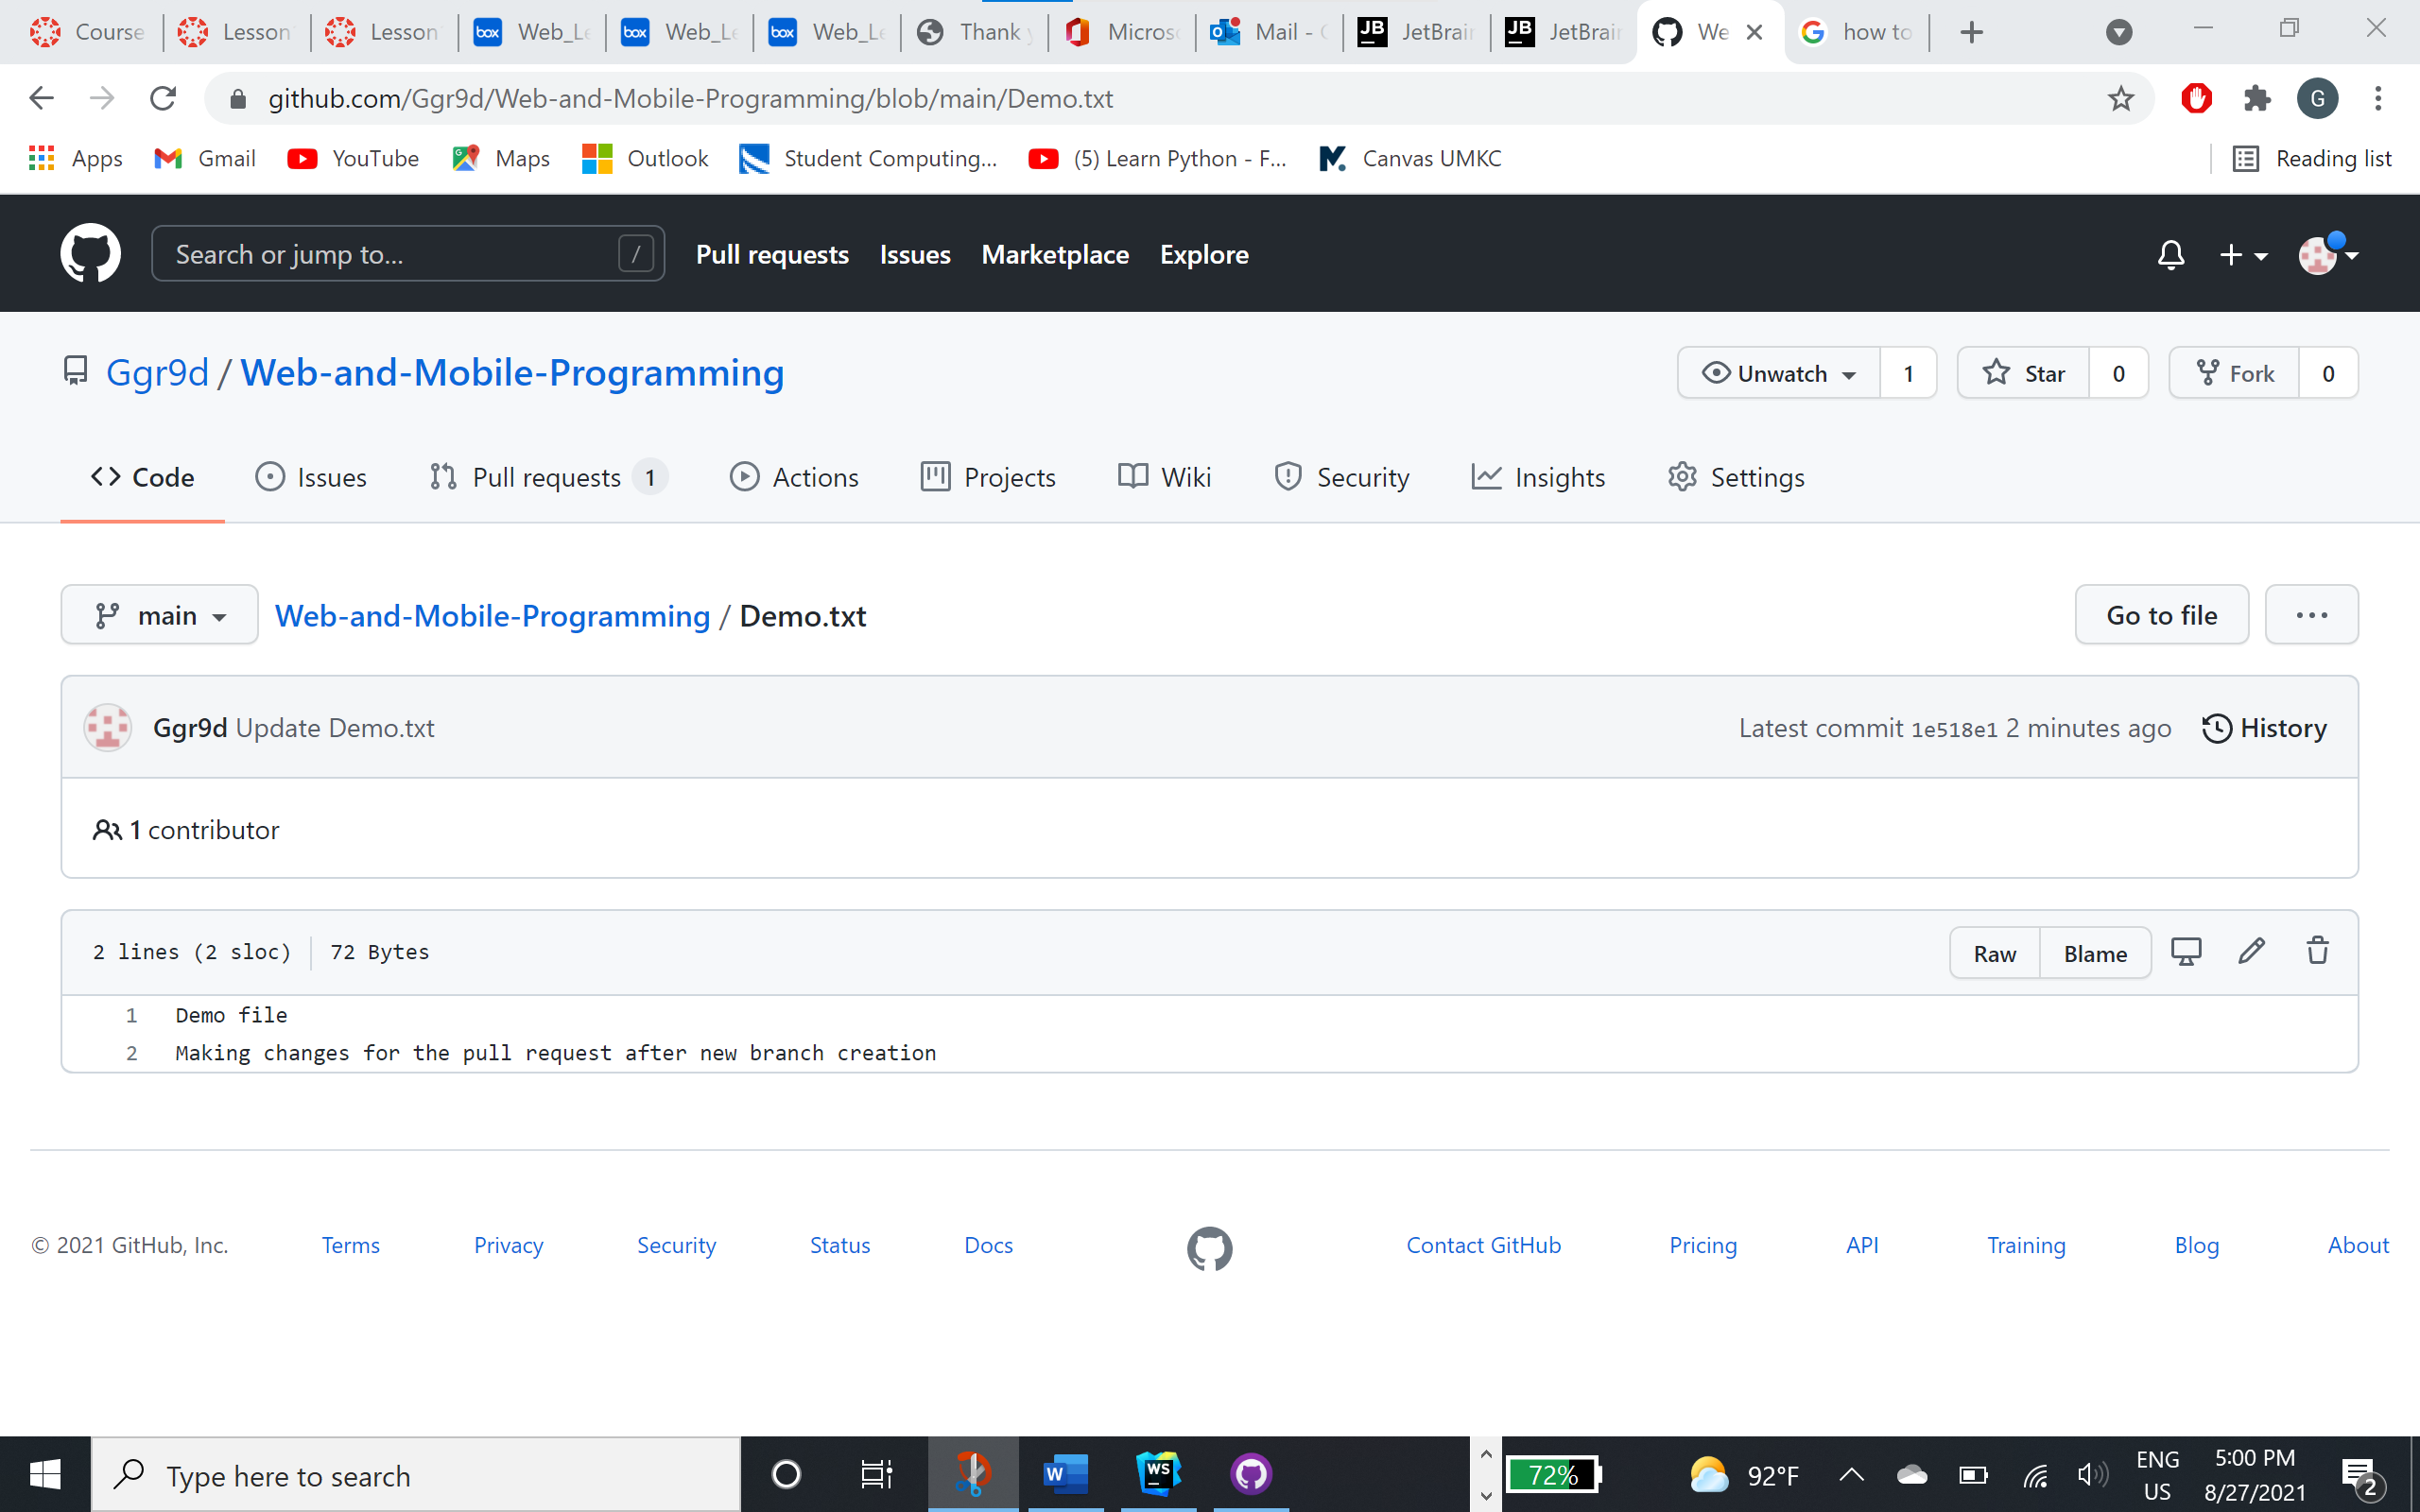 Course Lesson Lesson Web_Le Web_Le Web_Le Thank Micros Mail - JetBrai JetBrai We how to
github.com/Ggr9d/Web-and-Mobile-Programming/blob/main/Demo.txt G
Apps Gmail YouTube Maps Outlook Student Computing... (5) Learn Python - F... Canvas UMKC Reading list
Search or jump to... / Pull requests Issues Marketplace Explore
Ggr9d / Web-and-Mobile-Programming Unwatch 1 Star 0 Fork 0
Code Issues Pull requests 1 Actions Projects Wiki Security Insights Settings
main Web-and-Mobile-Programming / Demo.txt Go to file ...
Ggr9d Update Demo.txt Latest commit 1e518e1 2 minutes ago History
1 contributor
2 lines (2 sloc) 72 Bytes Raw Blame
1 Demo file
2 Making changes for the pull request after new branch creation
© 2021 GitHub, Inc. Terms Privacy Security Status Docs Contact GitHub Pricing API Training Blog About
Type here to search W WS 72% 92°F ENG US 5:00 PM 8/27/2021 2